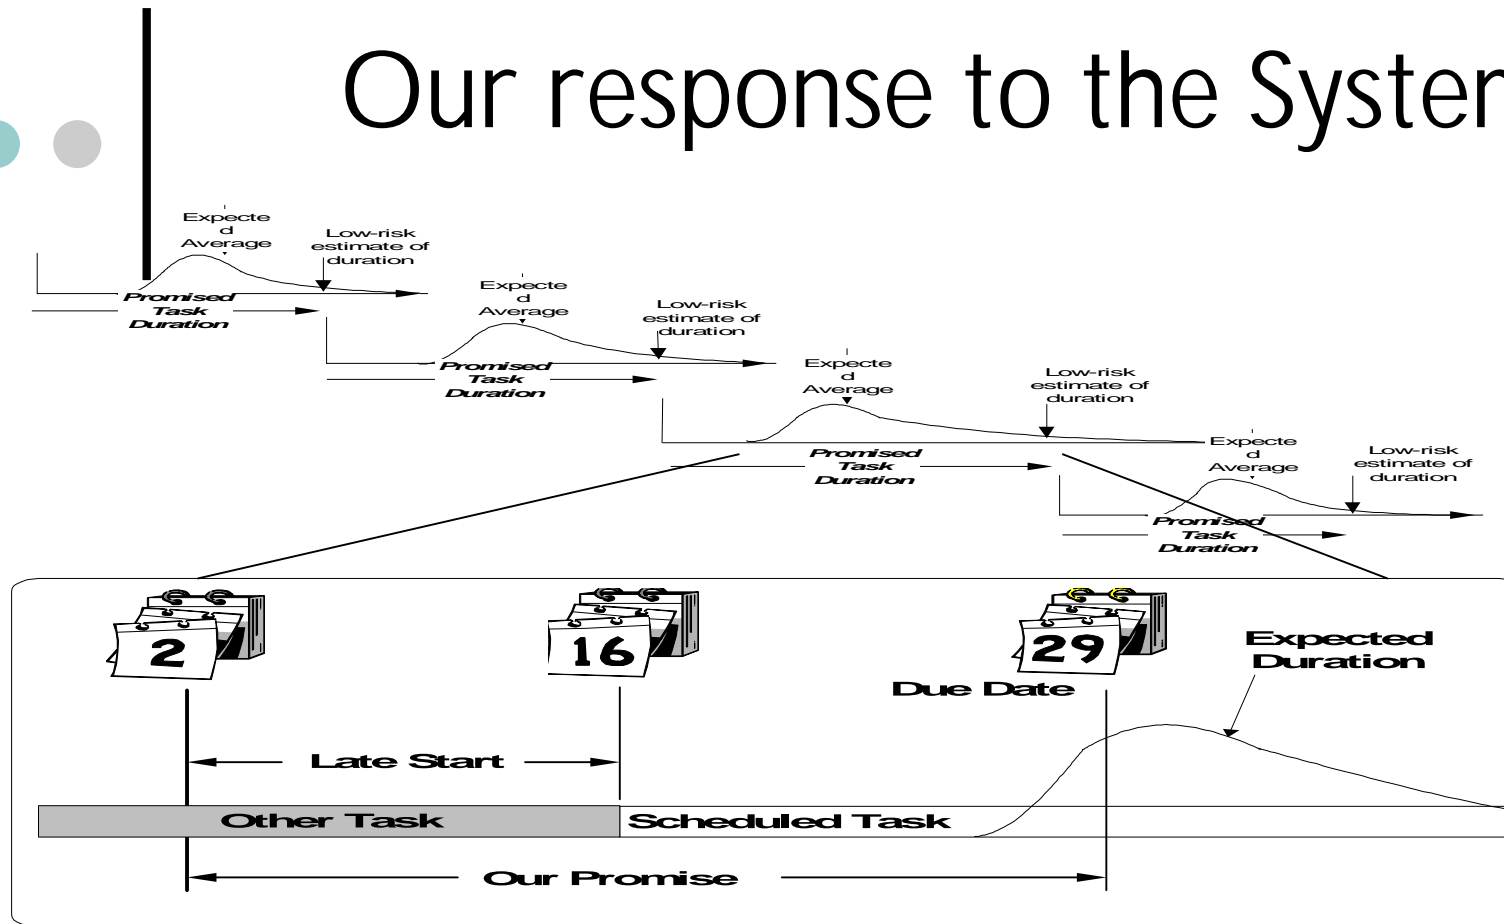 Our response to the System
Expecte
d
Average
Low-risk
estimate of
duration
Promised
Task
Duration
Expecte
d
Average
Low-risk
estimate of
duration
Promised
Task
Duration
Expecte
d
Average
Low-risk
estimate of
duration
Promised
Task
Duration
Expecte
d
Average
Low-risk
estimate of
duration
Promised
Task
Duration
2
16
29
Due Date
Expected
Duration
Late Start
Other Task
Scheduled Task
Our Promise